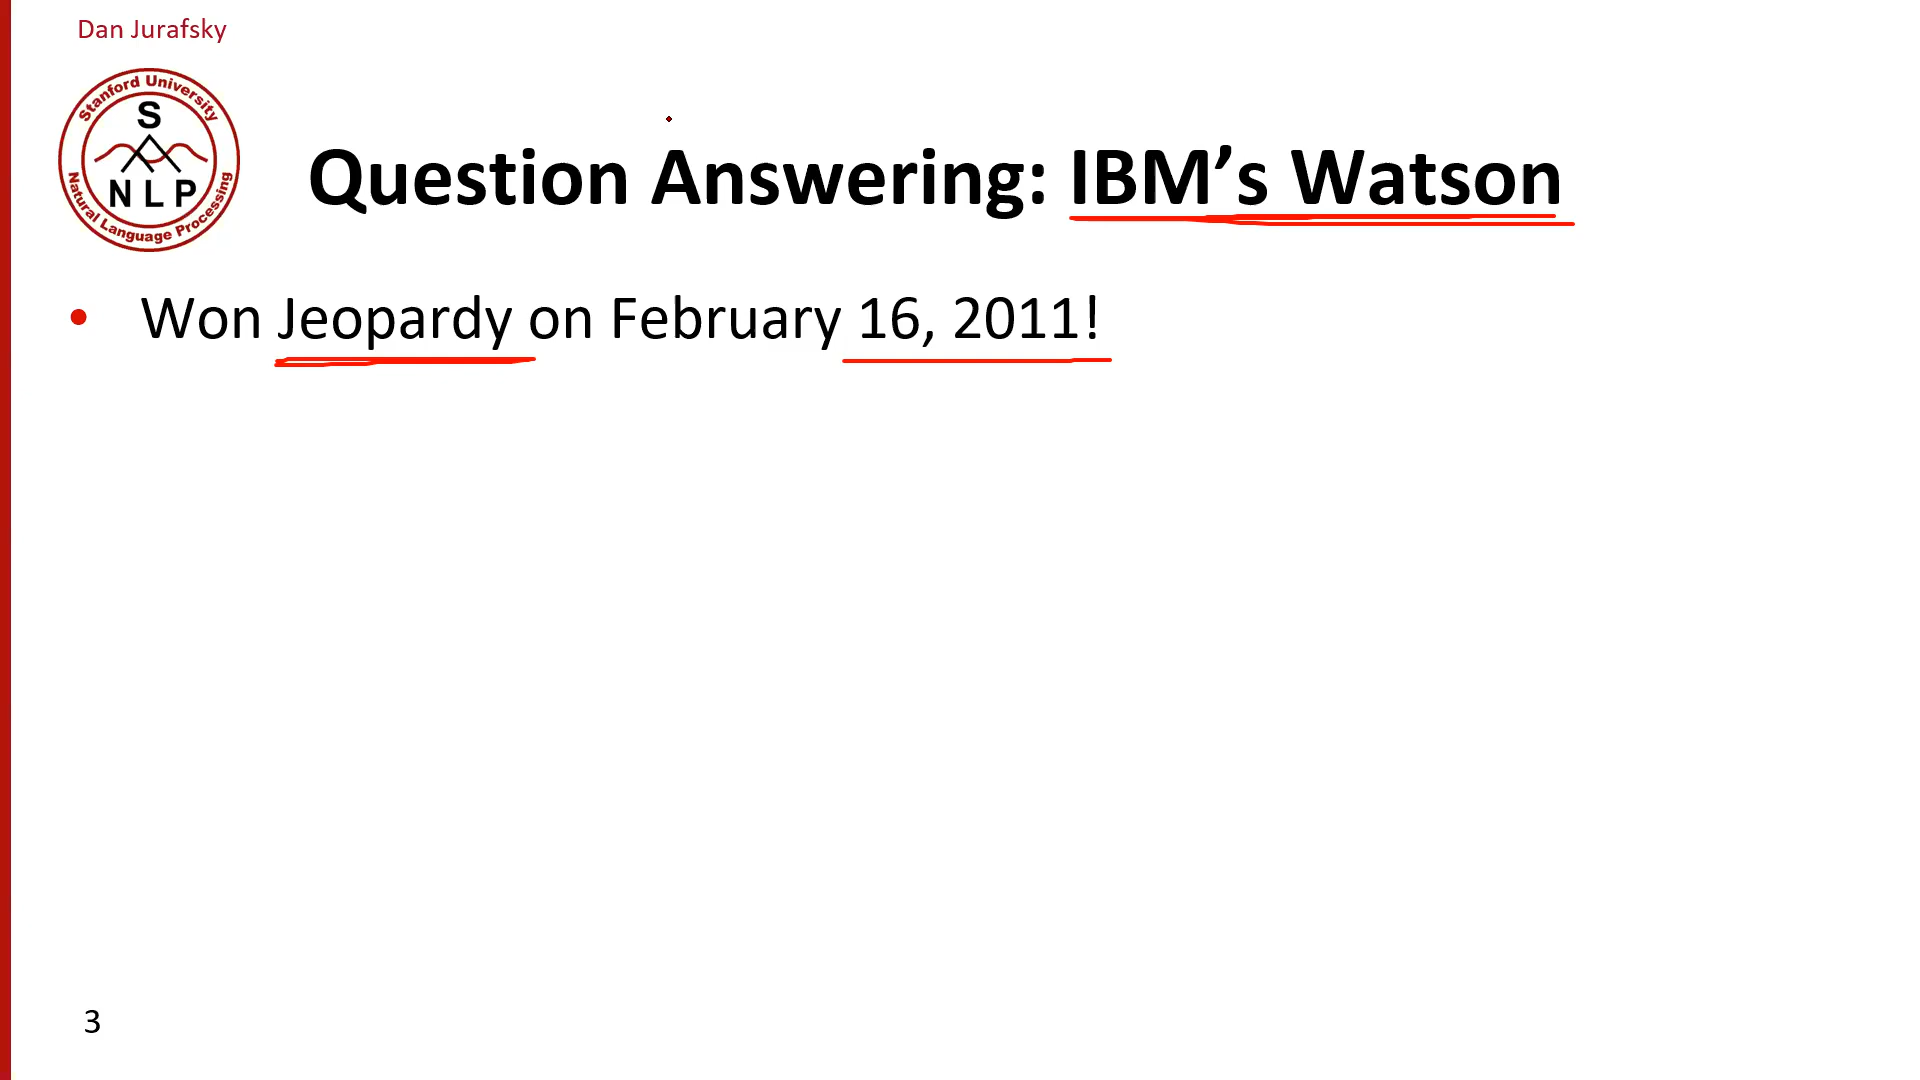 Dan Jurafsky
Stanford University
S
NLP
Natural Language Processing
Question Answering: IBM’s Watson
• Won Jeopardy on February 16, 2011!
3